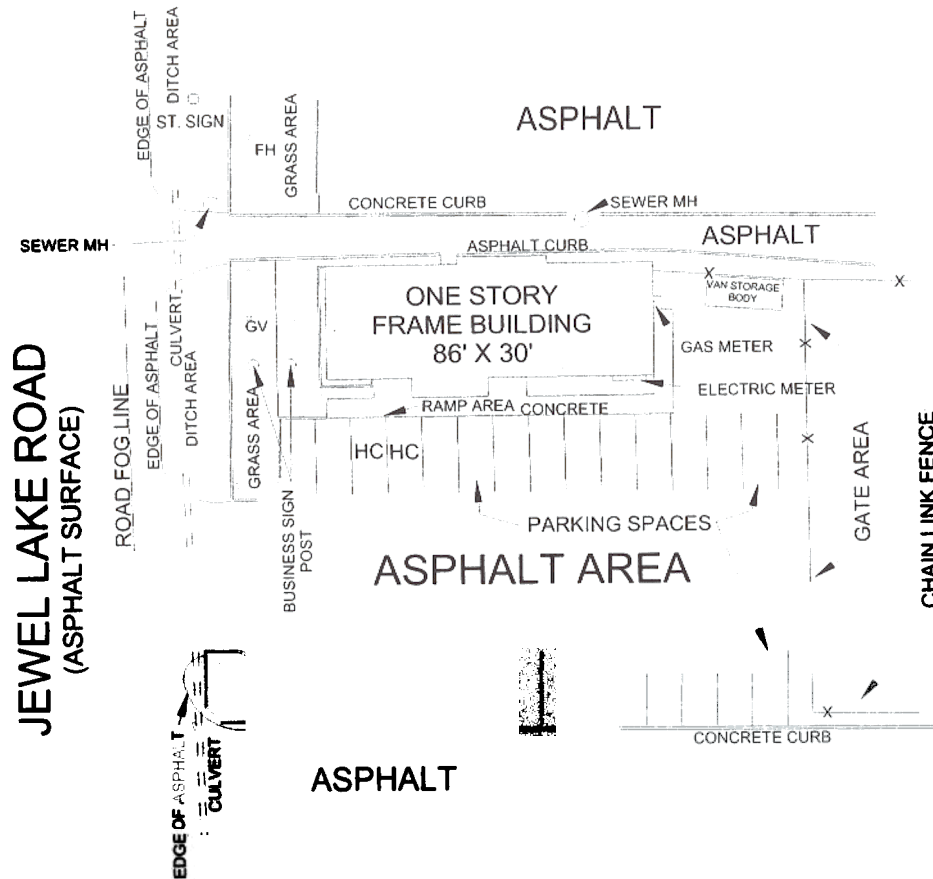 EDGE OF ASPHALT
DITCH AREA
ST. SIGN
FH
GRASS AREA
ASPHALT
CONCRETE CURB
SEWER MH
SEWER MH
ASPHALT CURB
ASPHALT
VAN STORAGE
BODY
ONE STORY
FRAME BUILDING
86' X 30'
GV
GAS METER
ELECTRIC METER
RAMP AREA
CONCRETE
JEWEL LAKE ROAD
(ASPHALT SURFACE)
ROAD FOG LINE
EDGE OF ASPHALT
CULVERT
DITCH AREA
GRASS AREA
BUSINESS SIGN
POST
HC
HC
PARKING SPACES
ASPHALT AREA
GATE AREA
CHAIN LINK FENCE
X
X
X
X
X
CONCRETE CURB
EDGE OF ASPHALT
CULVERT
ASPHALT